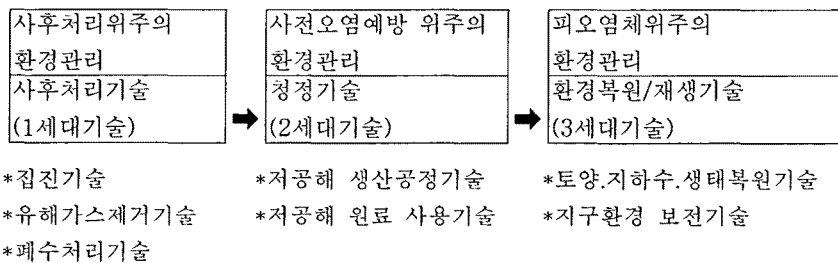 사후처리위주의
환경관리
사후처리기술
(1세대기술)
*집진기술
*유해가스제거기술
*폐수처리기술
사전오염예방 위주의
환경관리
청정기술
(2세대기술)
*저공해 생산공정기술
*저공해 원료 사용기술
피오염체위주의
환경관리
환경복원/재생기술
(3세대기술)
*토양.지하수.생태복원기술
*지구환경 보전기술